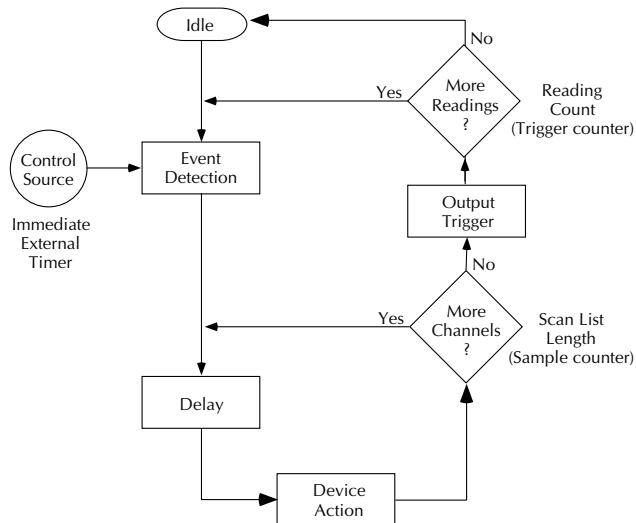 Idle
No
More
Readings
?
Yes
Reading
Count
(Trigger counter)
Control
Source
Event
Detection
Immediate
External
Timer
Output
Trigger
No
More
Channels
?
Yes
Scan List
Length
(Sample counter)
Delay
Device
Action